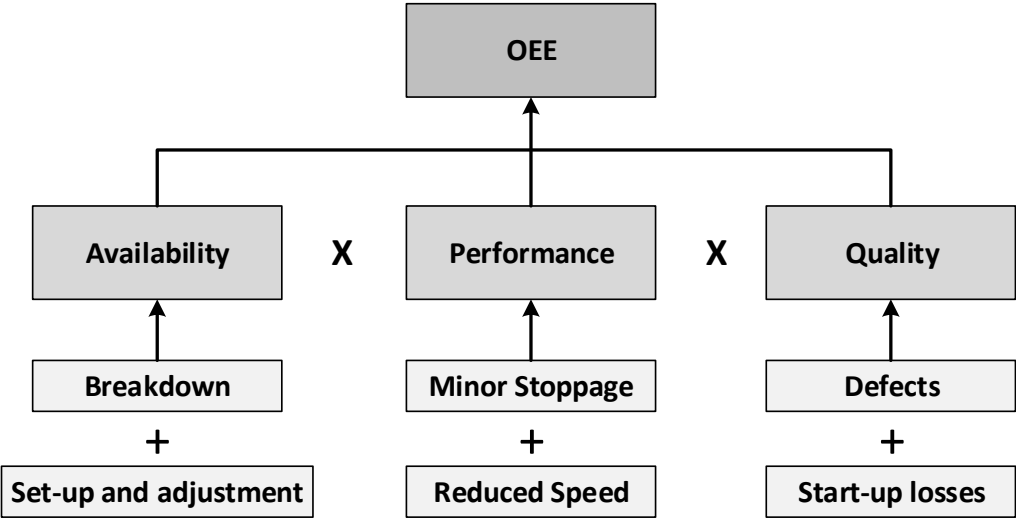 OEE
Availability X Performance X Quality
Breakdown Minor Stoppage Defects
+ + +
Set-up and adjustment Reduced Speed Start-up losses